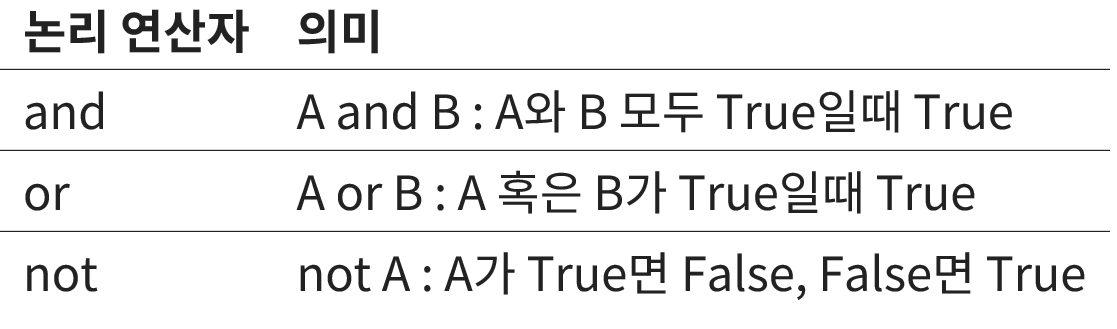 논리 연산자 의미
and A and B : A와 B 모두 True일때 True
or A or B : A 혹은 B가 True일때 True
not not A : A가 True면 False, False면 True